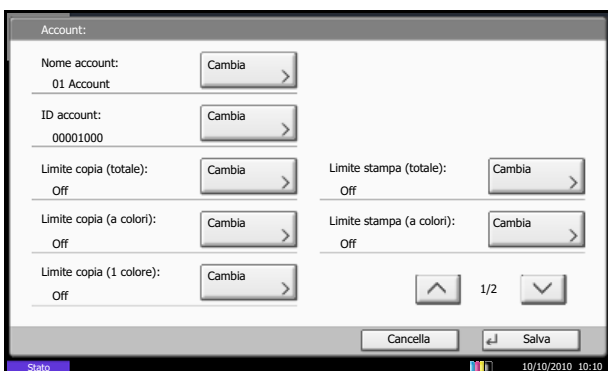 Account:
Nome account:
01 Account
Cambia
ID account:
00001000
Cambia
Limite copia (totale):
Off
Cambia
Limite stampa (totale):
Off
Cambia
Limite copia (a colori):
Off
Cambia
Limite stampa (a colori):
Off
Cambia
Limite copia (1 colore):
Off
Cambia
1/2
Cancella
Salva
Stato
10/10/2010 10:10